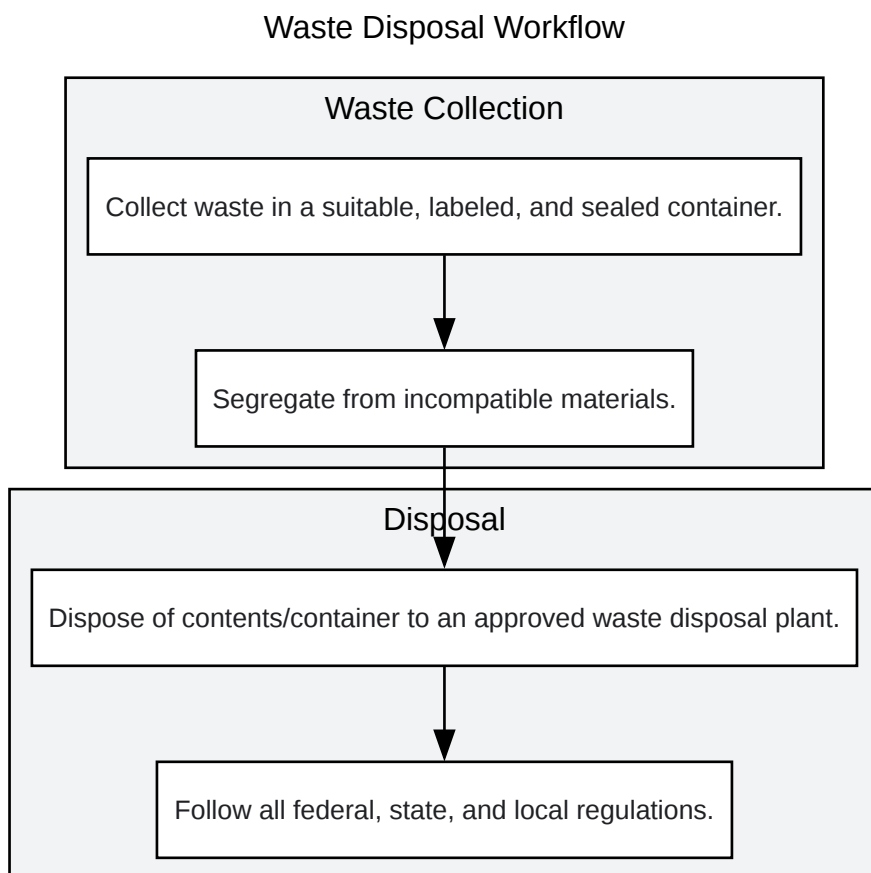 Waste Disposal Workflow
Waste Collection
Collect waste in a suitable, labeled, and sealed container.
Segregate from incompatible materials.
Disposal
Dispose of contents/container to an approved waste disposal plant.
Follow all federal, state, and local regulations.